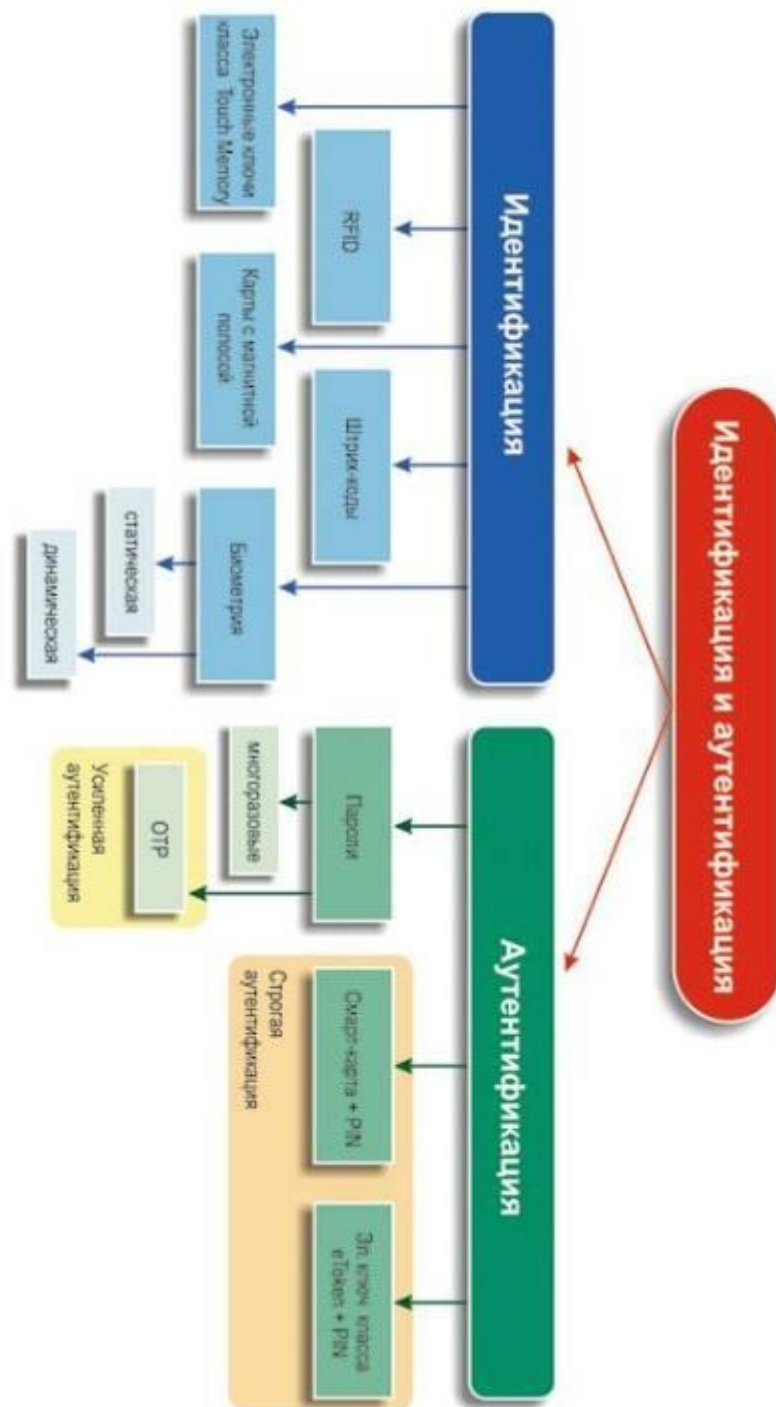 Идентификация и аутентификация
Идентификация
Аутентификация
Электронные ключи
класса Touch Memory
RFID
Карты с магнитной
полосой
Штрих-коды
Биометрия
статическая
динамическая
Пароли
многоразовые
OTP
Усиленная
аутентификация
Смарт-карта + PIN
Эл. ключ класса
eToken + PIN
Строгая
аутентификация